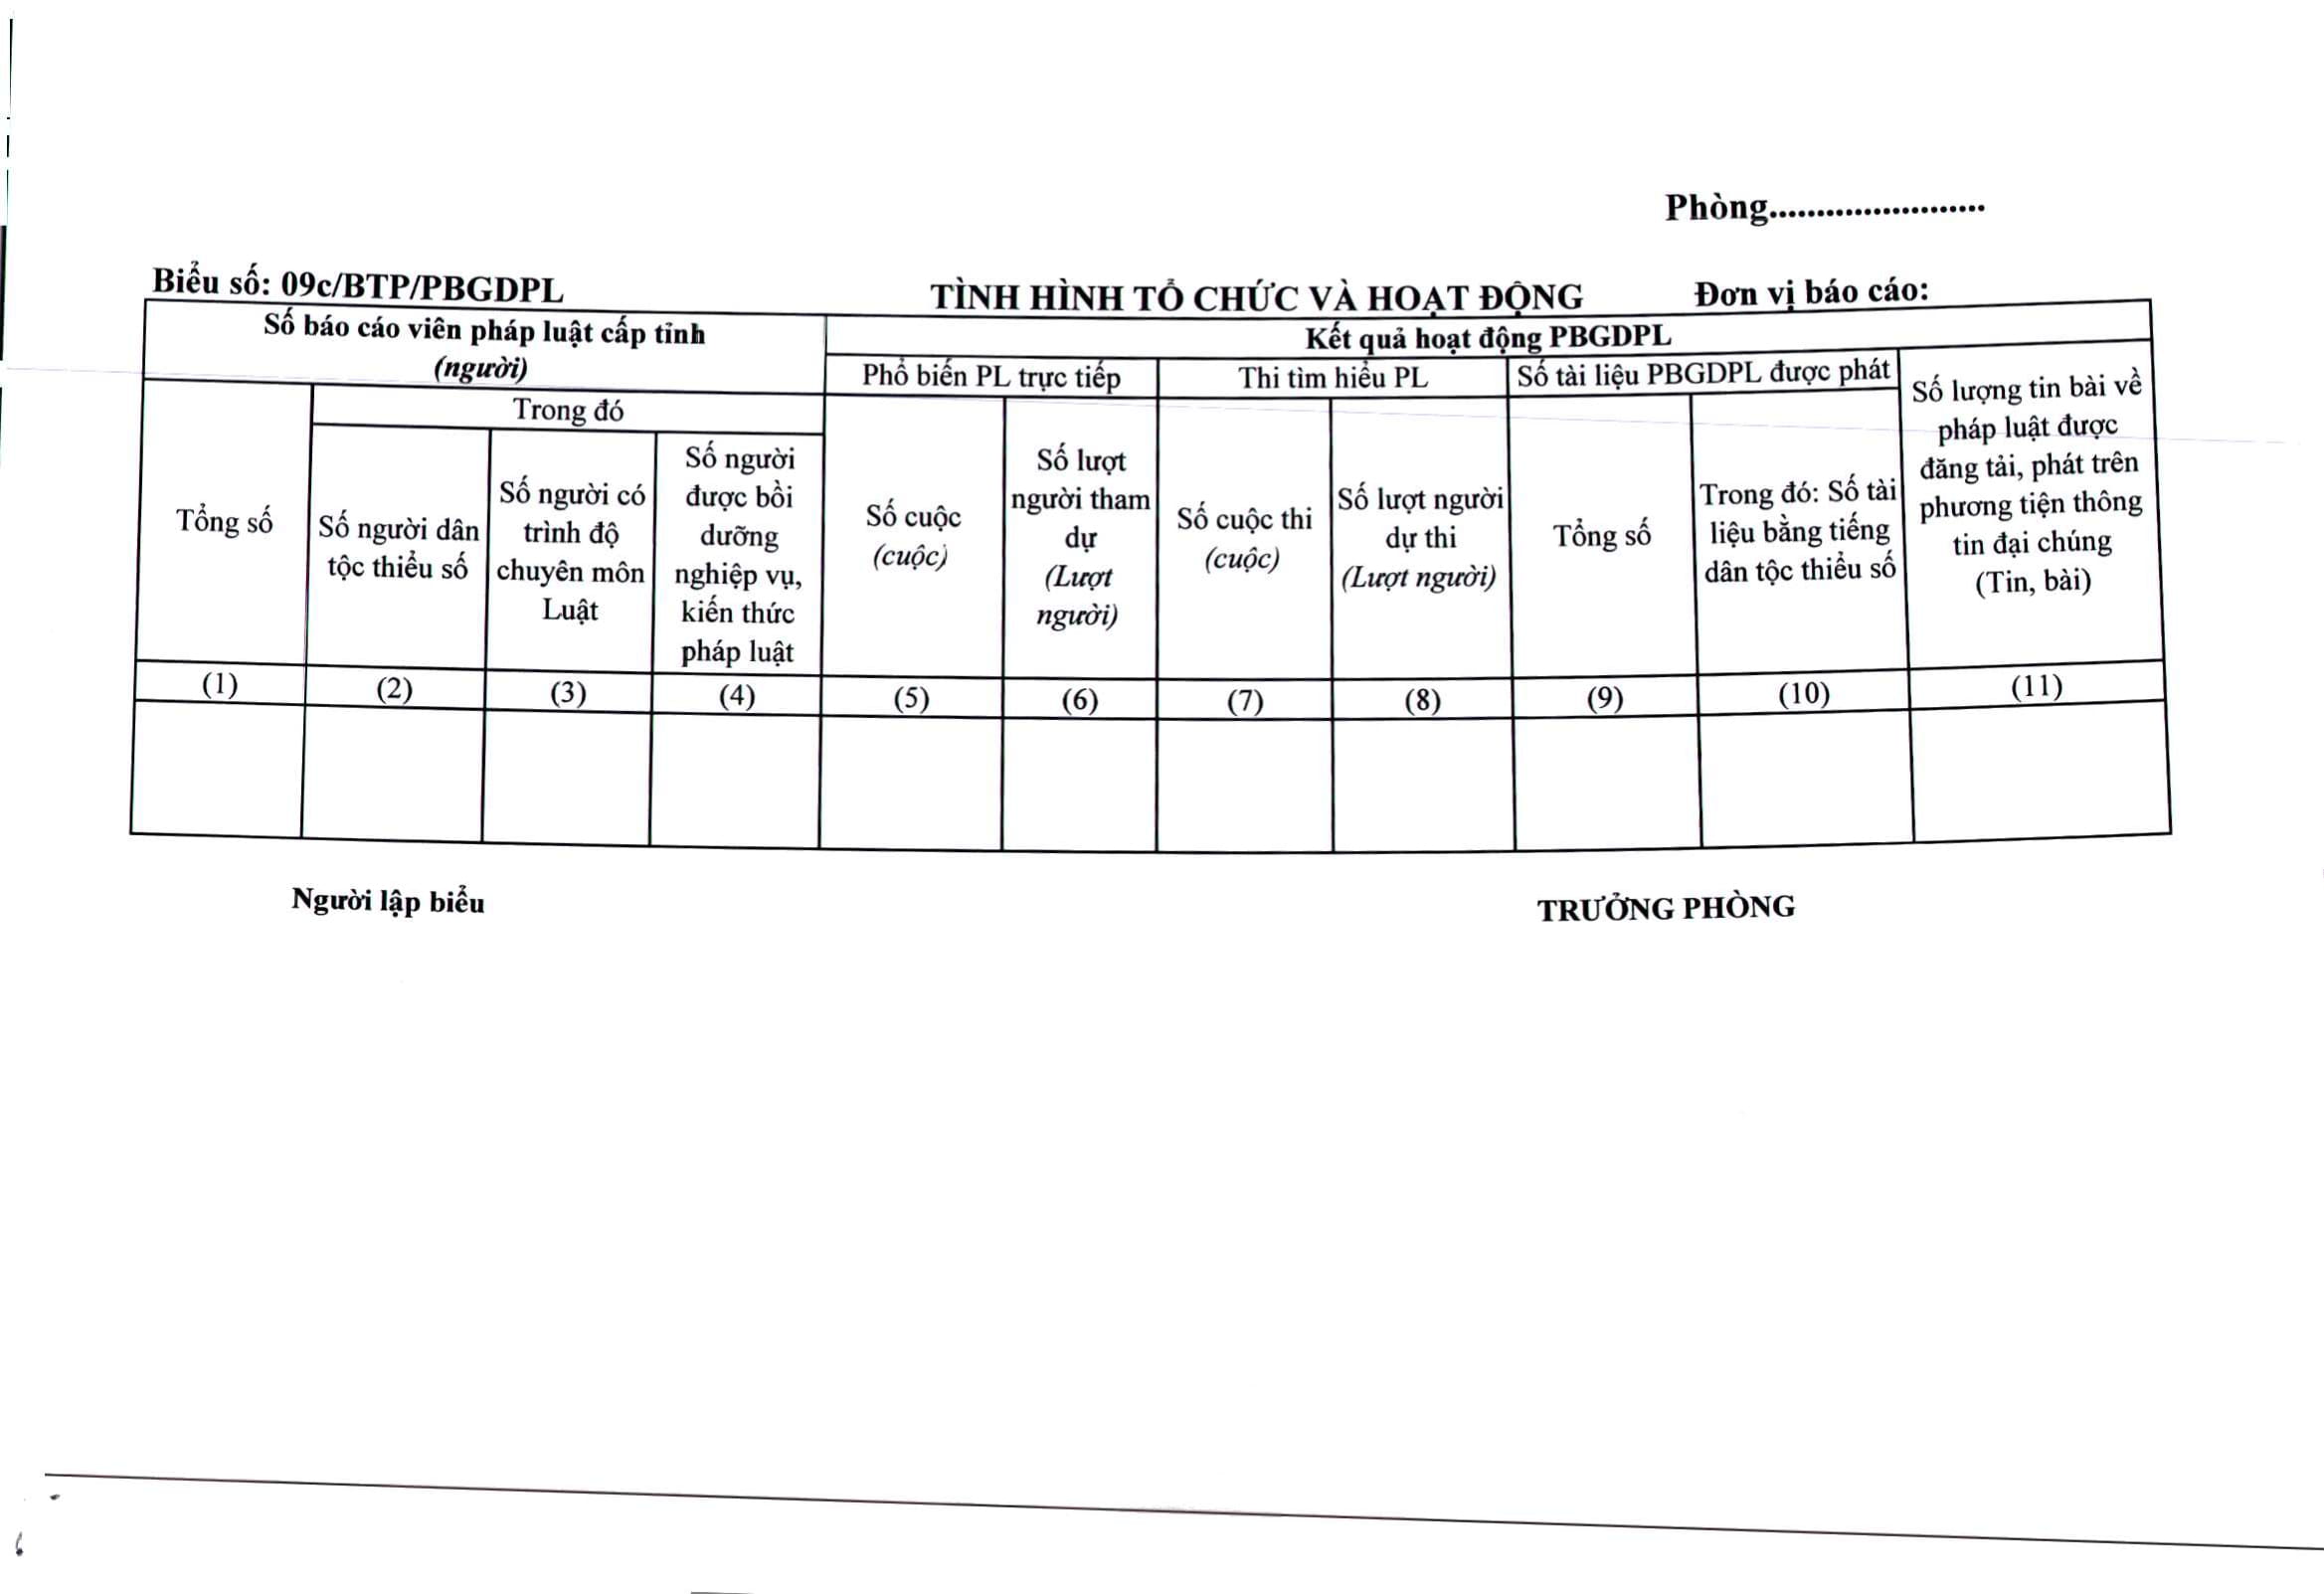 Phòng.......................
Biểu số: 09c/BTP/PBGDPL
TÌNH HÌNH TỔ CHỨC VÀ HOẠT ĐỘNG
Đơn vị báo cáo:
Số báo cáo viên pháp luật cấp tỉnh
(người)
Kết quả hoạt động PBGDPL
Phổ biến PL trực tiếp
Thi tìm hiểu PL
Số tài liệu PBGDPL được phát
Số lượng tin bài về
pháp luật được
đăng tải, phát trên
phương tiện thông
tin đại chúng
(Tin, bài)
Trong đó
Tổng số
Số người dân
tộc thiểu số
Số người có
trình độ
chuyên môn
Luật
Số người
được bồi
dưỡng
nghiệp vụ,
kiến thức
pháp luật
Số cuộc
(cuộc)
Số lượt
người tham
dự
(Lượt
người)
Số cuộc thi
(cuộc)
Số lượt người
dự thi
(Lượt người)
Tổng số
Trong đó: Số tài
liệu bằng tiếng
dân tộc thiểu số
(1)
(2)
(3)
(4)
(5)
(6)
(7)
(8)
(9)
(10)
(11)
Người lập biểu
TRƯỞNG PHÒNG